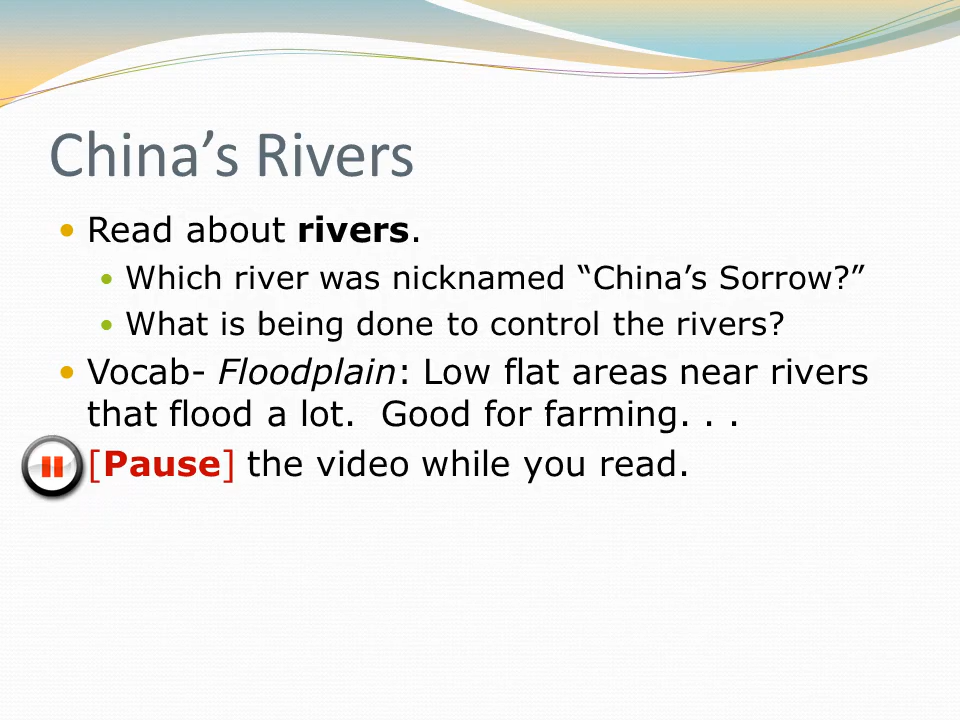 China’s Rivers
Read about rivers.
Which river was nicknamed “China’s Sorrow?”
What is being done to control the rivers?
Vocab- Floodplain: Low flat areas near rivers
that flood a lot.  Good for farming. . .
[Pause] the video while you read.